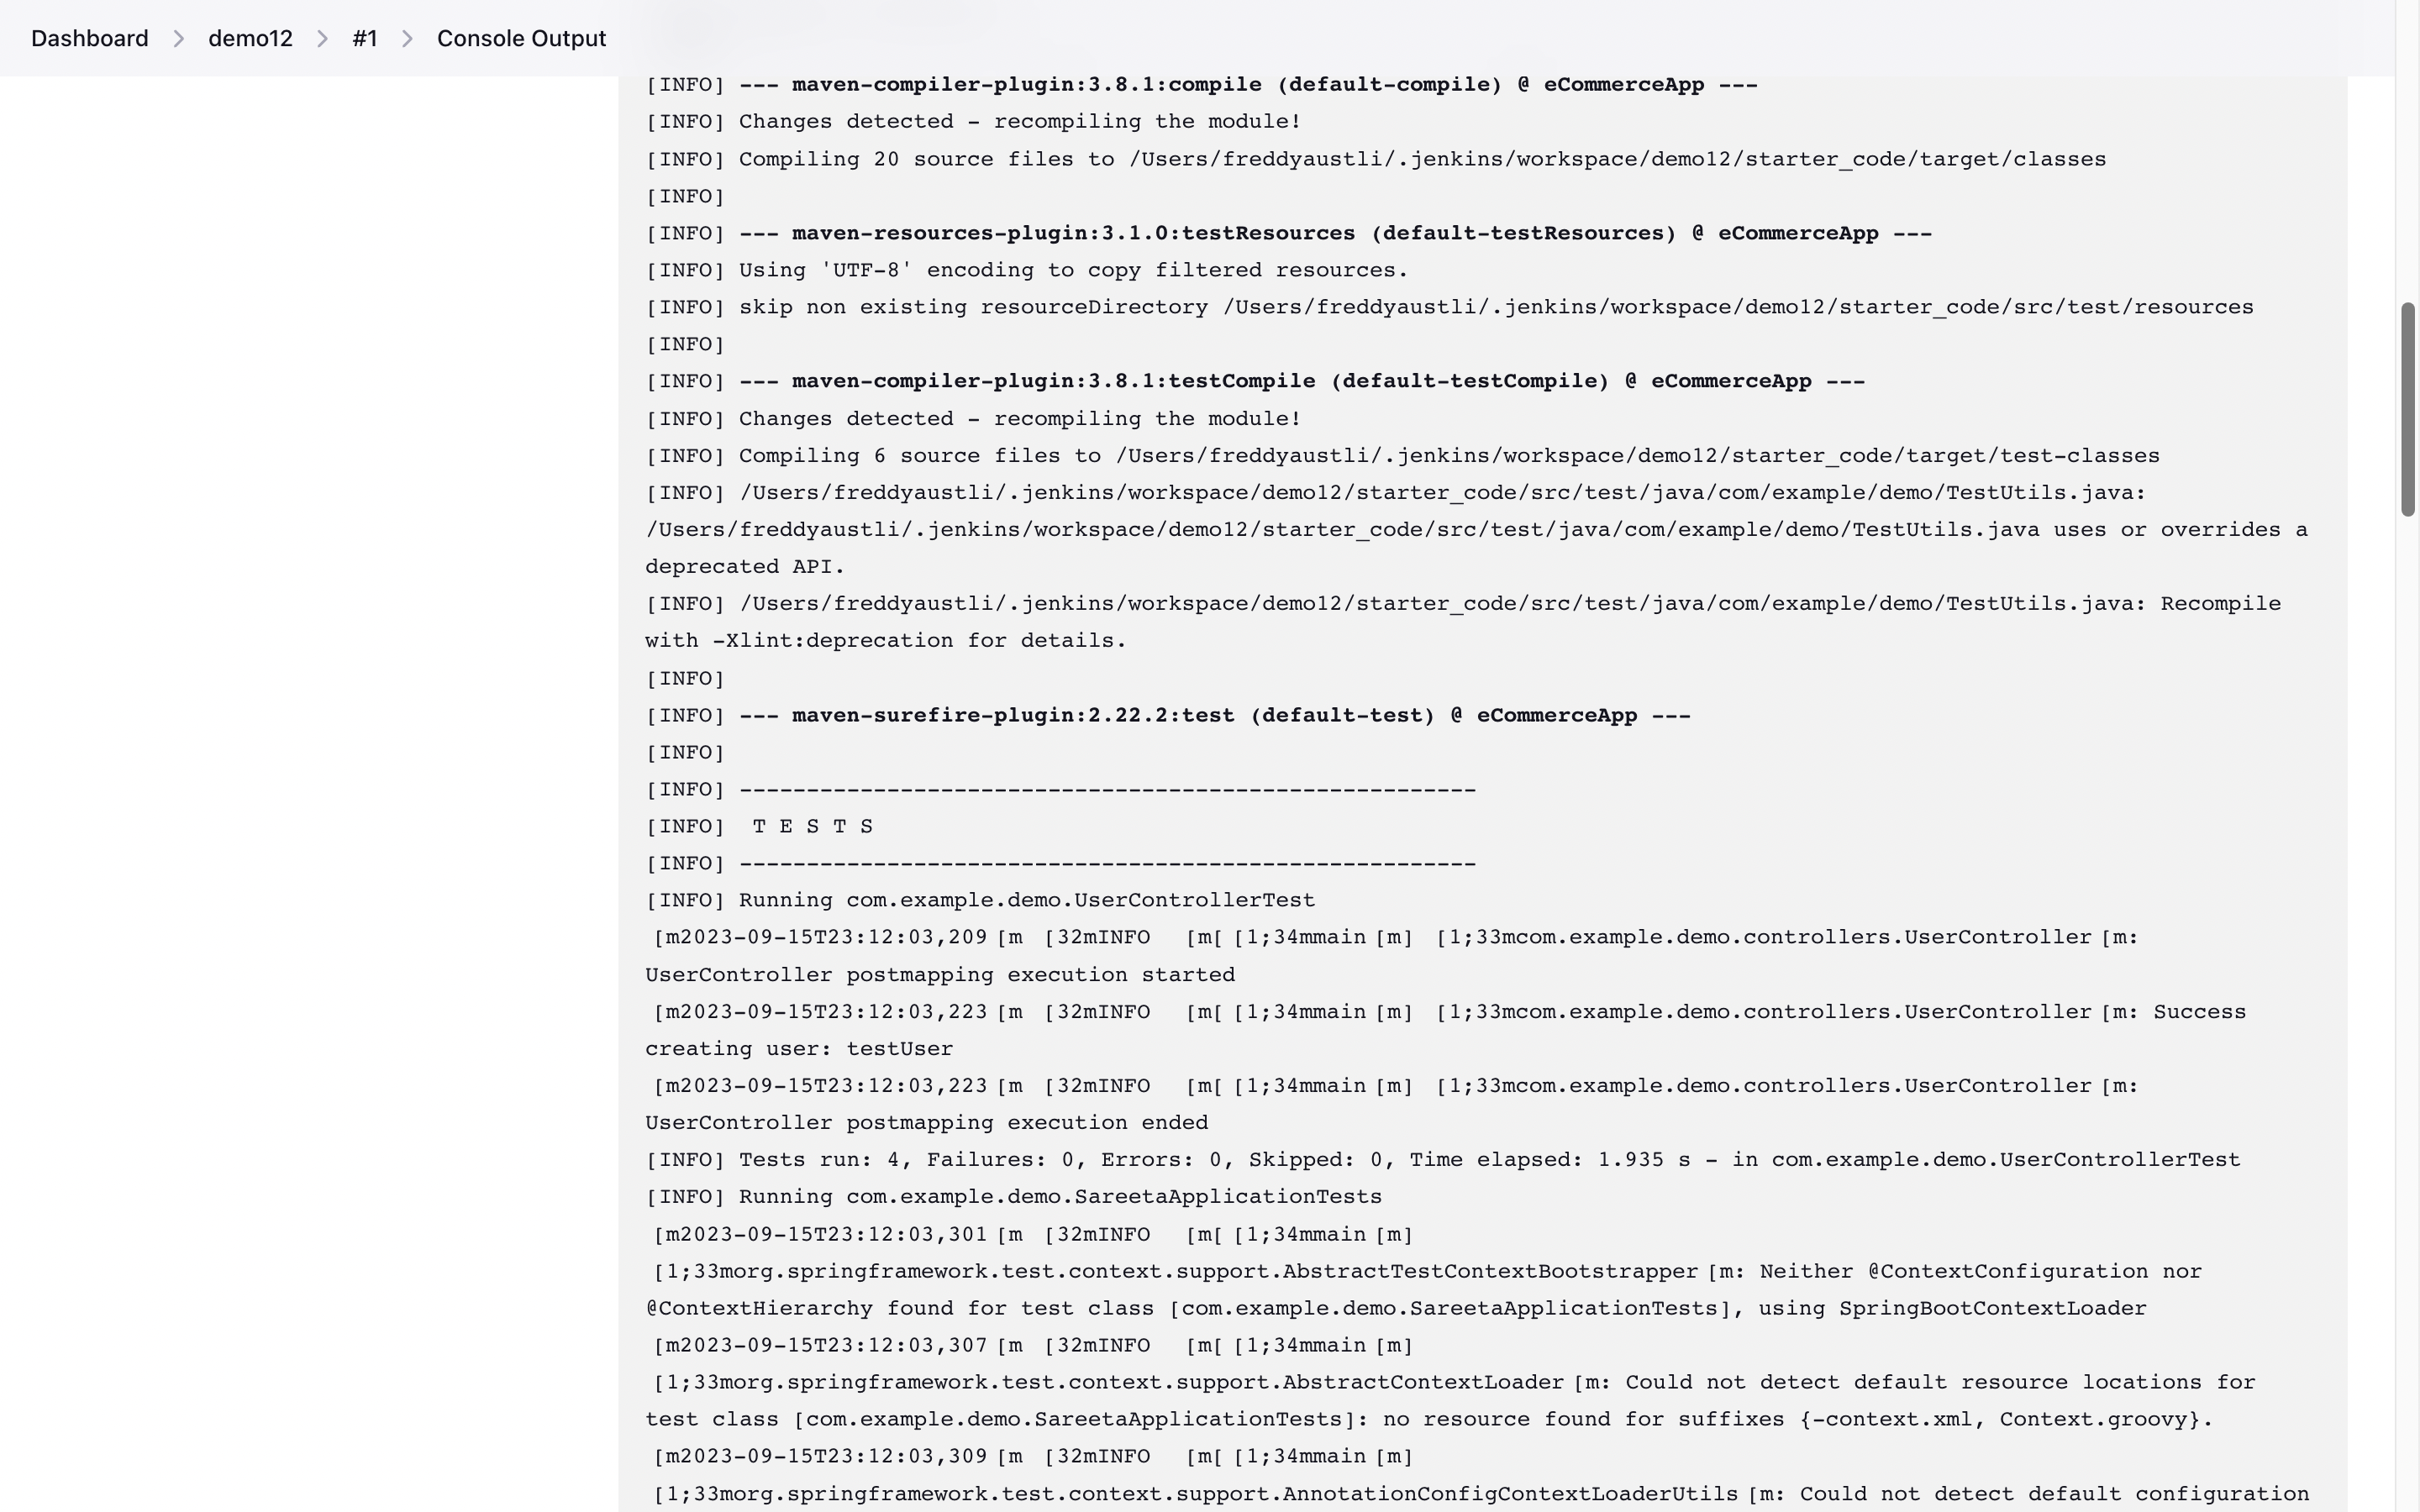 Dashboard > demo12 > #1 > Console Output
[INFO] --- maven-compiler-plugin:3.8.1:compile (default-compile) @ eCommerceApp ---
[INFO] Changes detected - recompiling the module!
[INFO] Compiling 20 source files to /Users/freddyaustli/.jenkins/workspace/demo12/starter_code/target/classes
[INFO]
[INFO] --- maven-resources-plugin:3.1.0:testResources (default-testResources) @ eCommerceApp ---
[INFO] Using 'UTF-8' encoding to copy filtered resources.
[INFO] skip non existing resourceDirectory /Users/freddyaustli/.jenkins/workspace/demo12/starter_code/src/test/resources
[INFO]
[INFO] --- maven-compiler-plugin:3.8.1:testCompile (default-testCompile) @ eCommerceApp ---
[INFO] Changes detected - recompiling the module!
[INFO] Compiling 6 source files to /Users/freddyaustli/.jenkins/workspace/demo12/starter_code/target/test-classes
[INFO] /Users/freddyaustli/.jenkins/workspace/demo12/starter_code/src/test/java/com/example/demo/TestUtils.java:
/Users/freddyaustli/.jenkins/workspace/demo12/starter_code/src/test/java/com/example/demo/TestUtils.java uses or overrides a
deprecated API.
[INFO] /Users/freddyaustli/.jenkins/workspace/demo12/starter_code/src/test/java/com/example/demo/TestUtils.java: Recompile
with -Xlint:deprecation for details.
[INFO]
[INFO] --- maven-surefire-plugin:2.22.2:test (default-test) @ eCommerceApp ---
[INFO]
[INFO] -------------------------------------------------------
[INFO]  T E S T S
[INFO] -------------------------------------------------------
[INFO] Running com.example.demo.UserControllerTest
[m2023-09-15T23:12:03,209 [m [32mINFO  [m[ [1;34mmain [m] [1;33mcom.example.demo.controllers.UserController [m:
UserController postmapping execution started
[m2023-09-15T23:12:03,223 [m [32mINFO  [m[ [1;34mmain [m] [1;33mcom.example.demo.controllers.UserController [m: Success
creating user: testUser
[m2023-09-15T23:12:03,223 [m [32mINFO  [m[ [1;34mmain [m] [1;33mcom.example.demo.controllers.UserController [m:
UserController postmapping execution ended
[INFO] Tests run: 4, Failures: 0, Errors: 0, Skipped: 0, Time elapsed: 1.935 s - in com.example.demo.UserControllerTest
[INFO] Running com.example.demo.SareetaApplicationTests
[m2023-09-15T23:12:03,301 [m [32mINFO  [m[ [1;34mmain [m]
[1;33morg.springframework.test.context.support.AbstractTestContextBootstrapper [m: Neither @ContextConfiguration nor
@ContextHierarchy found for test class [com.example.demo.SareetaApplicationTests], using SpringBootContextLoader
[m2023-09-15T23:12:03,307 [m [32mINFO  [m[ [1;34mmain [m]
[1;33morg.springframework.test.context.support.AbstractContextLoader [m: Could not detect default resource locations for
test class [com.example.demo.SareetaApplicationTests]: no resource found for suffixes {-context.xml, Context.groovy}.
[m2023-09-15T23:12:03,309 [m [32mINFO  [m[ [1;34mmain [m]
[1;33morg.springframework.test.context.support.AnnotationConfigContextLoaderUtils [m: Could not detect default configuration